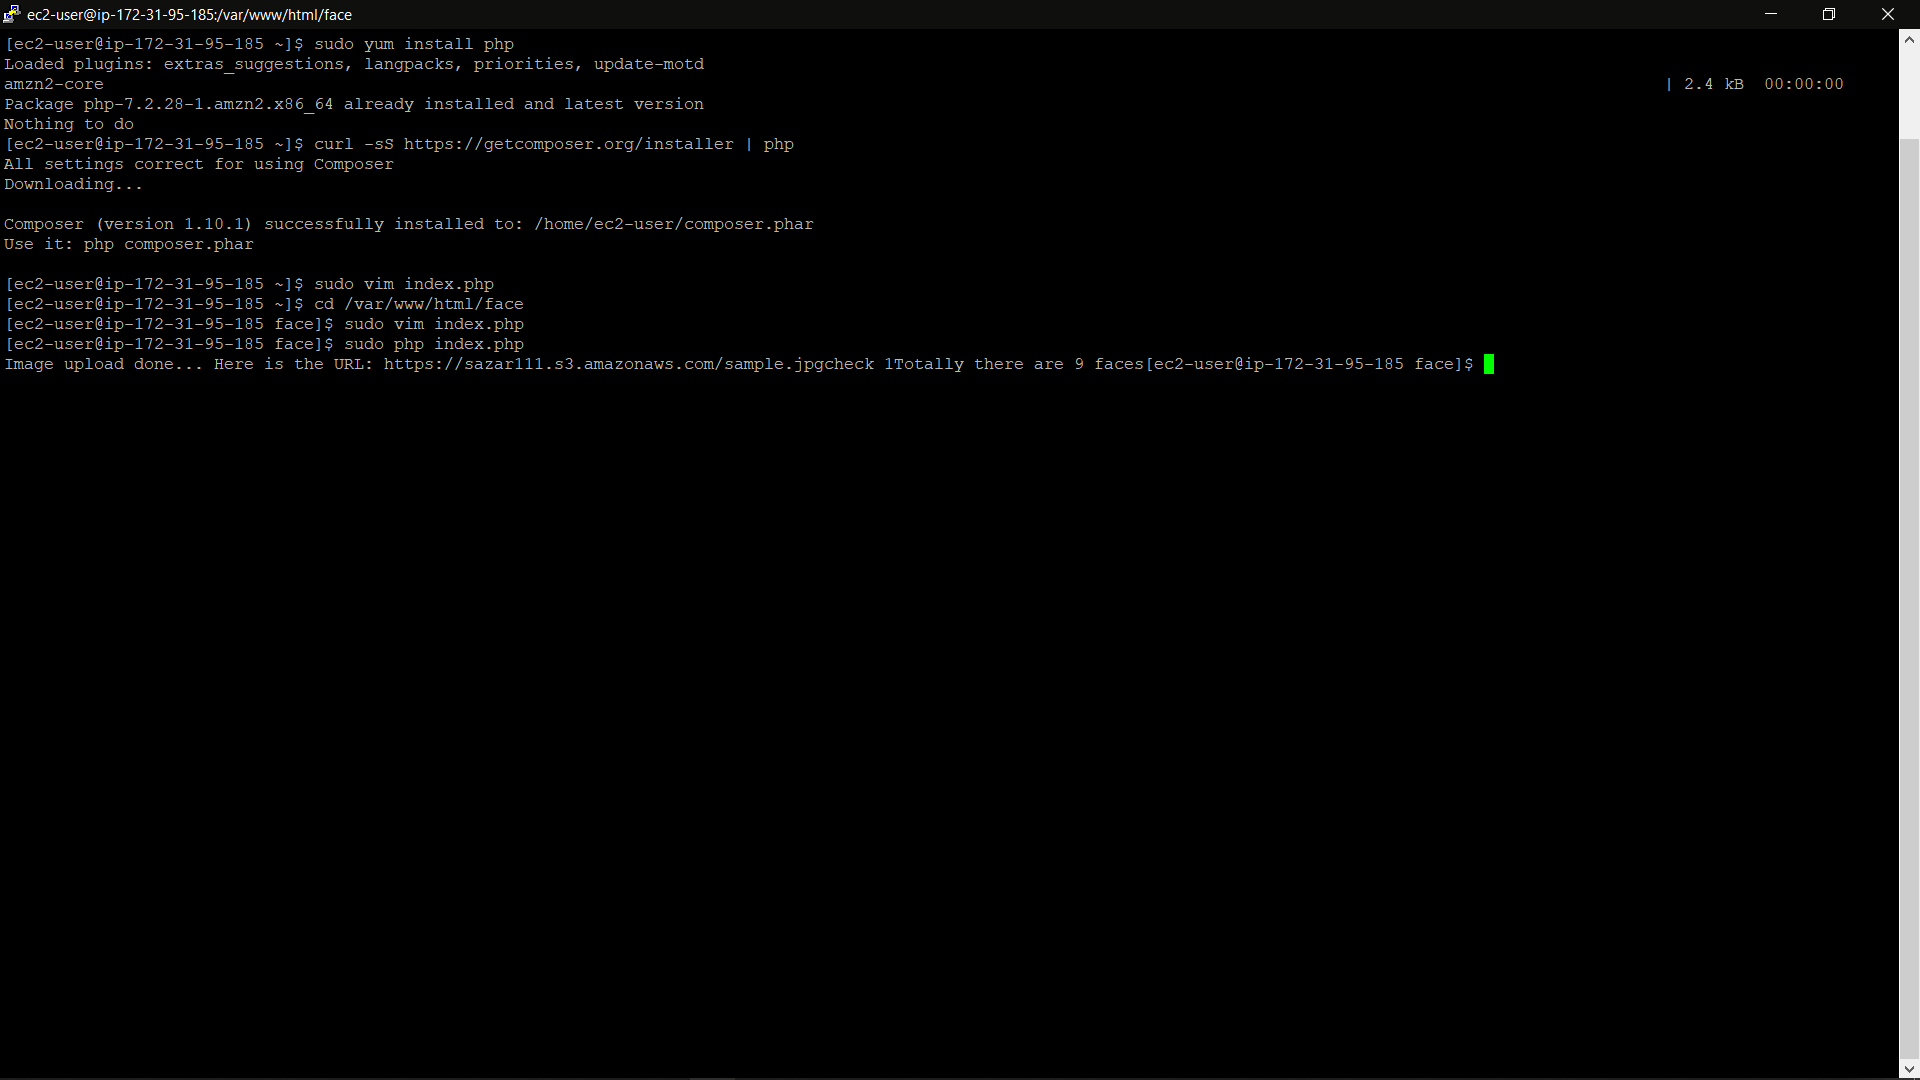 ec2-user@ip-172-31-95-185:/var/www/html/face
[ec2-user@ip-172-31-95-185 ~]$ sudo yum install php
Loaded plugins: extras_suggestions, langpacks, priorities, update-motd
amzn2-core | 2.4 kB 00:00:00
Package php-7.2.28-1.amzn2.x86_64 already installed and latest version
Nothing to do
[ec2-user@ip-172-31-95-185 ~]$ curl -sS https://getcomposer.org/installer | php
All settings correct for using Composer
Downloading...
Composer (version 1.10.1) successfully installed to: /home/ec2-user/composer.phar
Use it: php composer.phar
[ec2-user@ip-172-31-95-185 ~]$ sudo vim index.php
[ec2-user@ip-172-31-95-185 ~]$ cd /var/www/html/face
[ec2-user@ip-172-31-95-185 face]$ sudo vim index.php
[ec2-user@ip-172-31-95-185 face]$ sudo php index.php
Image upload done... Here is the URL: https://sazar111.s3.amazonaws.com/sample.jpgcheck 1Totally there are 9 faces[ec2-user@ip-172-31-95-185 face]$